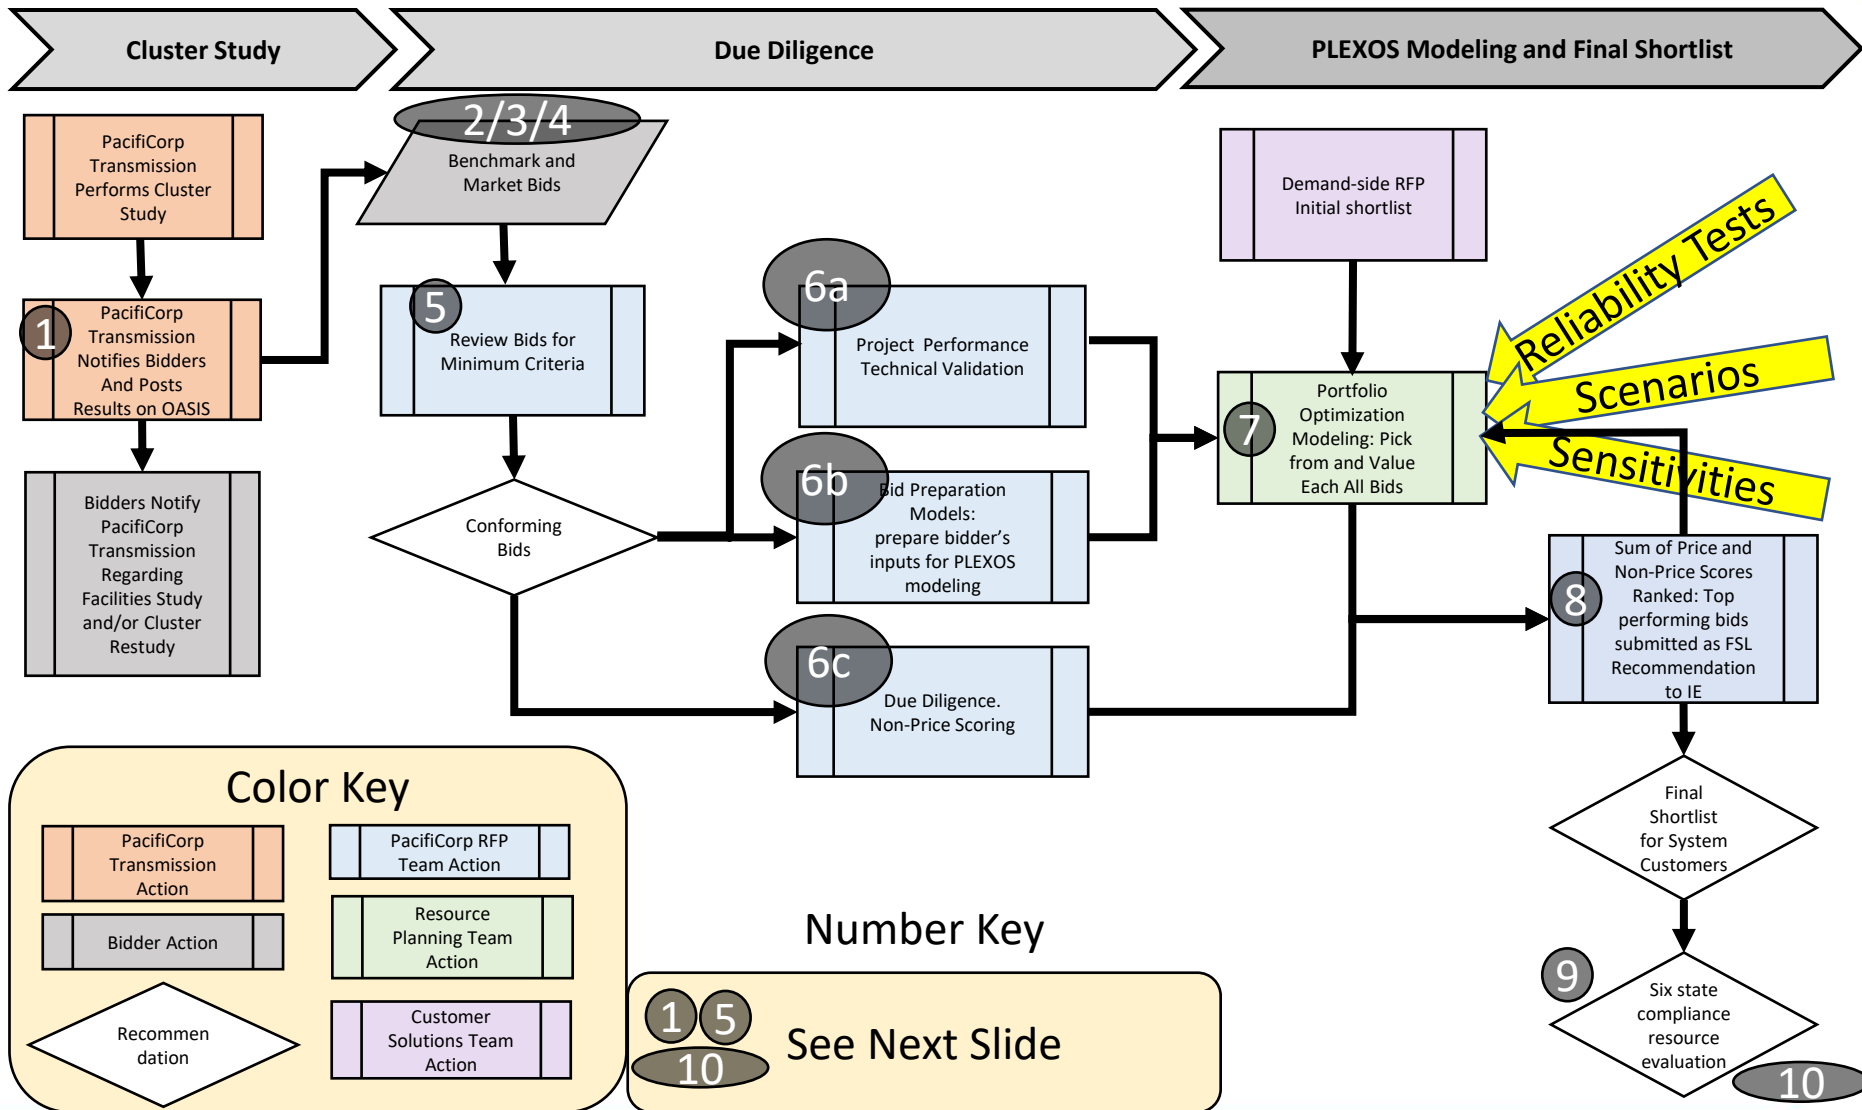 Cluster Study
Due Diligence
PLEXOS Modeling and Final Shortlist
PacifiCorp
Transmission
Performs Cluster
Study
1
PacifiCorp
Transmission
Notifies Bidders
And Posts
Results on OASIS
Bidders Notify
PacifiCorp
Transmission
Regarding
Facilities Study
and/or Cluster
Restudy
2/3/4
Benchmark and
Market Bids
5
Review Bids for
Minimum Criteria
Conforming
Bids
6a
Project Performance
Technical Validation
6b
Bid Preparation
Models:
prepare bidder's
inputs for PLEXOS
modeling
6c
Due Diligence.
Non-Price Scoring
Demand-side RFP
Initial shortlist
7
Portfolio
Optimization
Modeling: Pick
from and Value
Each All Bids
Reliability Tests
Scenarios
Sensitivities
8
Sum of Price and
Non-Price Scores
Ranked: Top
performing bids
submitted as FSL
Recommendation
to IE
Final
Shortlist
for System
Customers
9
Six state
compliance
resource
evaluation
10
Color Key
PacifiCorp
Transmission
Action
PacifiCorp RFP
Team Action
Bidder Action
Resource
Planning Team
Action
Recommen
dation
Customer
Solutions Team
Action
Number Key
1 5
10
See Next Slide